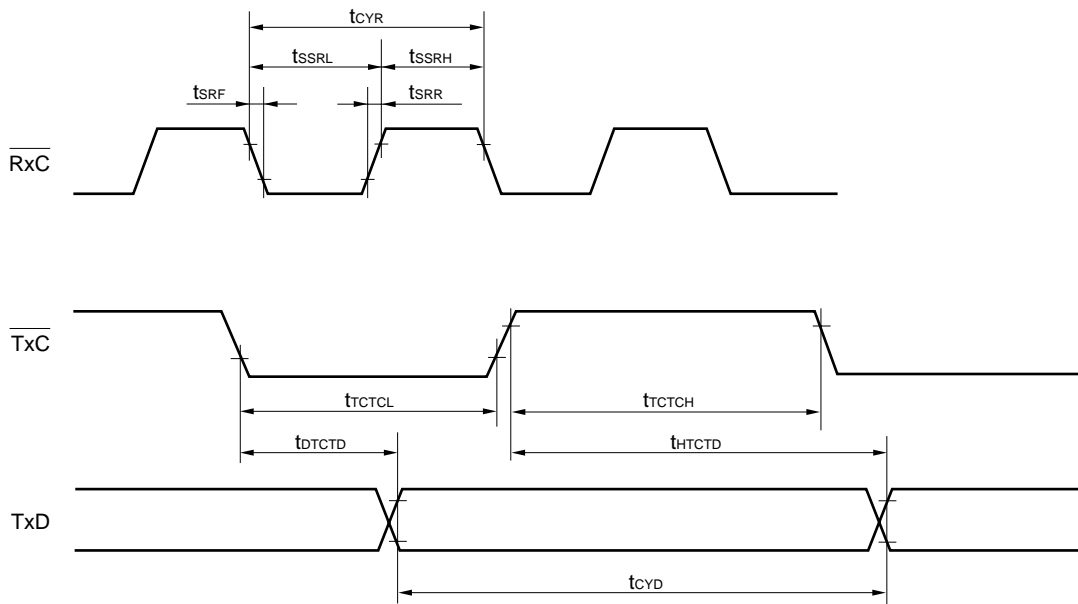 tCYR
tSSRL tSSRH
tSRF tSRR
RxC
TxC
tTCTCL tTCTCH
tDTCTD tHTCTD
TxD
tCYD